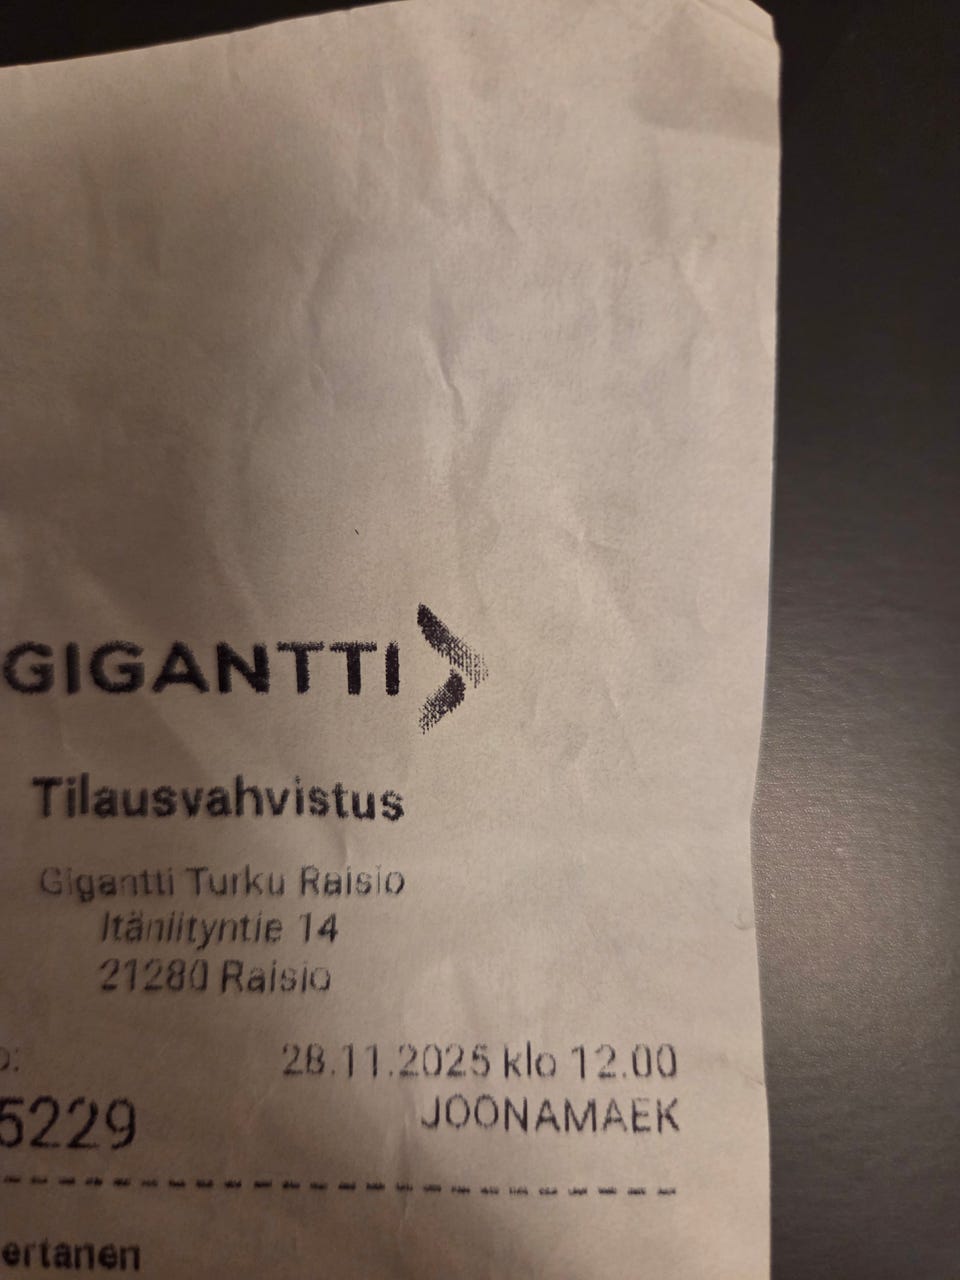 GIGANTTI
Tilausvahvistus
Gigantti Turku Raisio
Itäniityntie 14
21280 Raisio
o: 28.11.2025 klo 12.00
5229 JOONAMAEK
ertanen